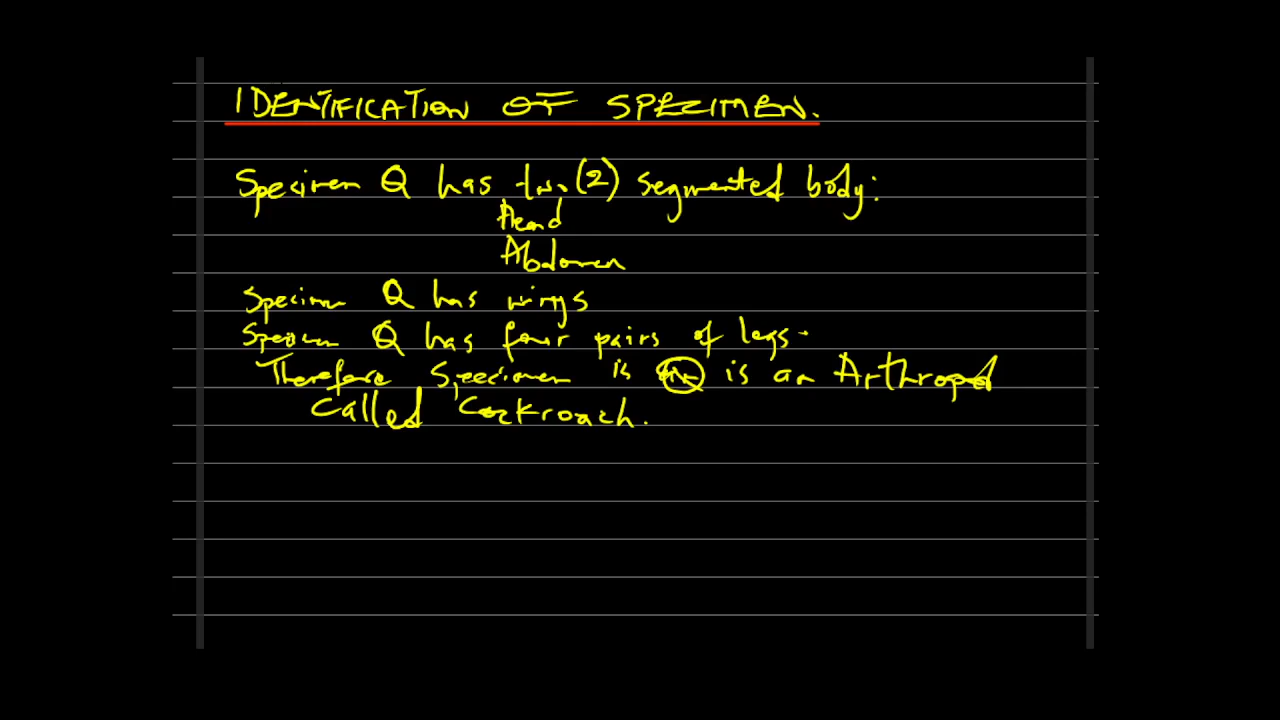 IDENTIFICATION OF SPECIMEN.
Specimen Q has two (2) segmented body:
Head
Abdomen
Specimen Q has wings
Specimen Q has four pairs of legs.
Therefore Specimen is is an Arthropod
Called Cockroach.